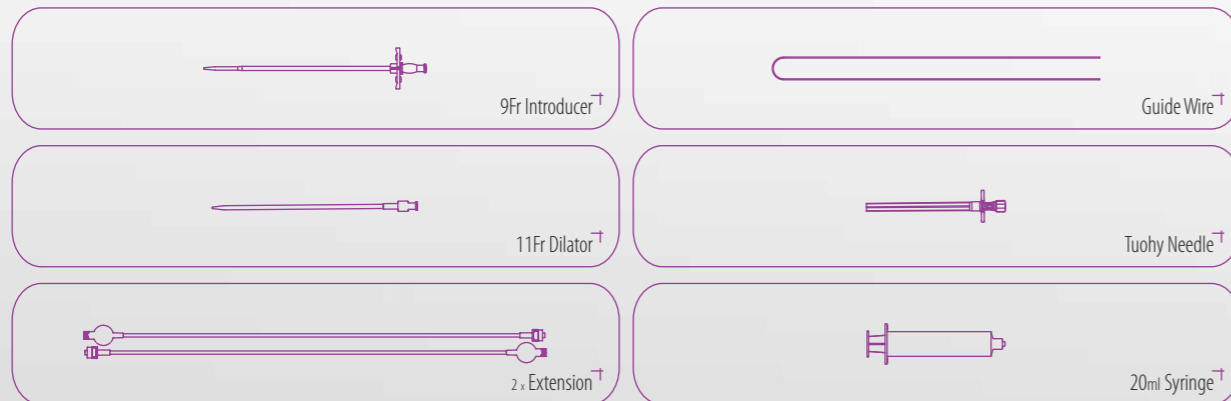 9Fr Introducer†
Guide Wire†
11Fr Dilator†
Tuohy Needle†
2 x Extension†
20ml Syringe†